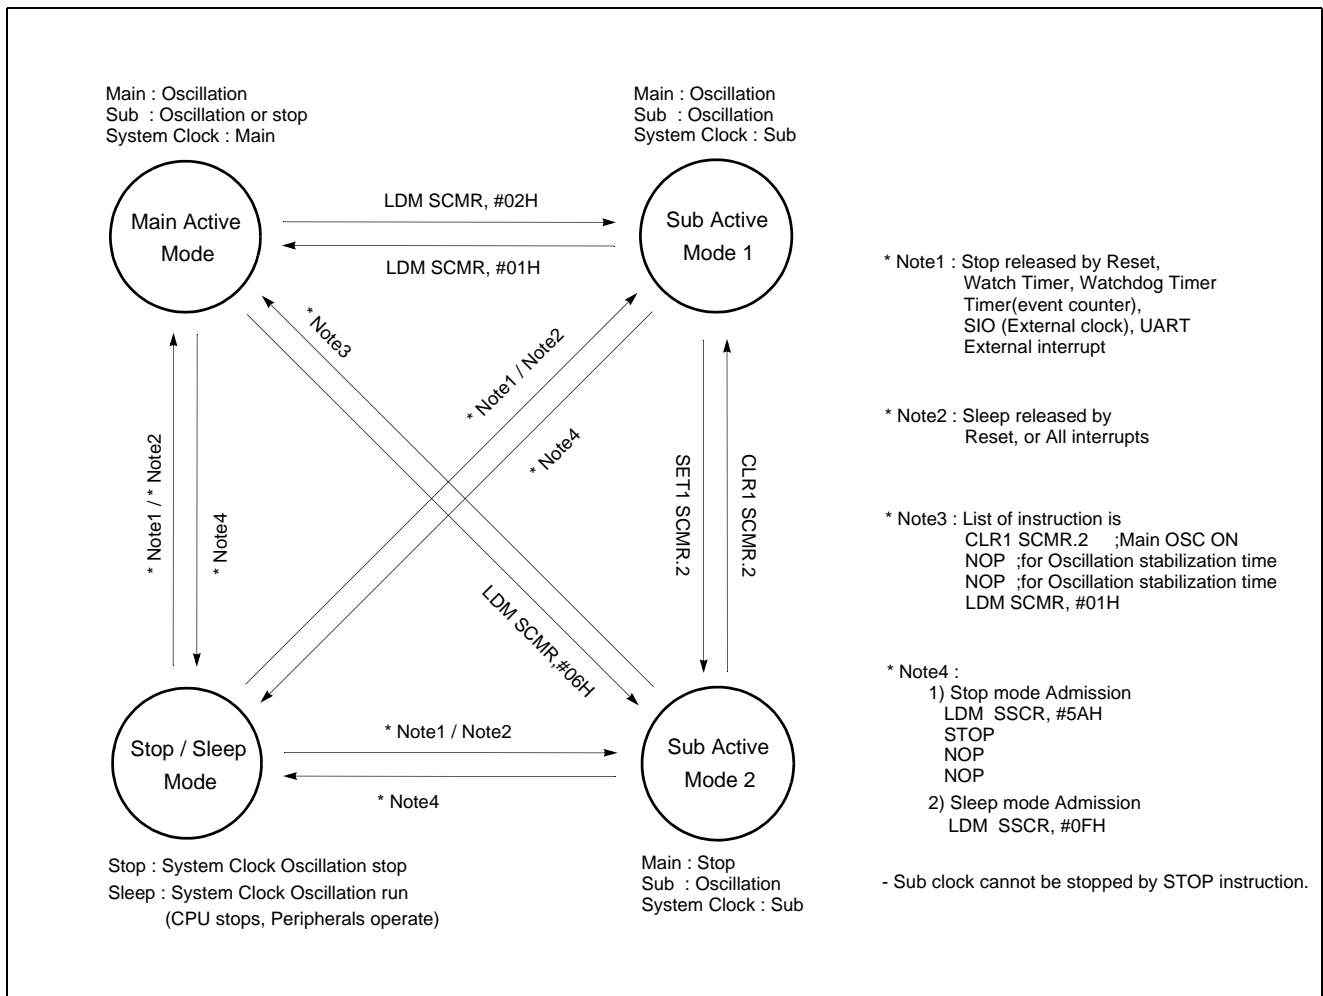 Main : Oscillation
Sub : Oscillation or stop
System Clock : Main
Main : Oscillation
Sub : Oscillation
System Clock : Sub
Main Active
Mode
LDM SCMR, #02H
LDM SCMR, #01H
Sub Active
Mode 1
* Note3
* Note1 / Note2
* Note4
* Note1 / * Note2
* Note4
SET1 SCMR.2
CLR1 SCMR.2
LDM SCMR,#06H
Stop / Sleep
Mode
* Note1 / Note2
* Note4
Sub Active
Mode 2
Stop : System Clock Oscillation stop
Sleep : System Clock Oscillation run
(CPU stops, Peripherals operate)
Main : Stop
Sub : Oscillation
System Clock : Sub
* Note1 : Stop released by Reset,
Watch Timer, Watchdog Timer
Timer(event counter),
SIO (External clock), UART
External interrupt
* Note2 : Sleep released by
Reset, or All interrupts
* Note3 : List of instruction is
CLR1 SCMR.2 ;Main OSC ON
NOP ;for Oscillation stabilization time
NOP ;for Oscillation stabilization time
LDM SCMR, #01H
* Note4 :
1) Stop mode Admission
LDM SSCR, #5AH
STOP
NOP
NOP
2) Sleep mode Admission
LDM SSCR, #0FH
- Sub clock cannot be stopped by STOP instruction.